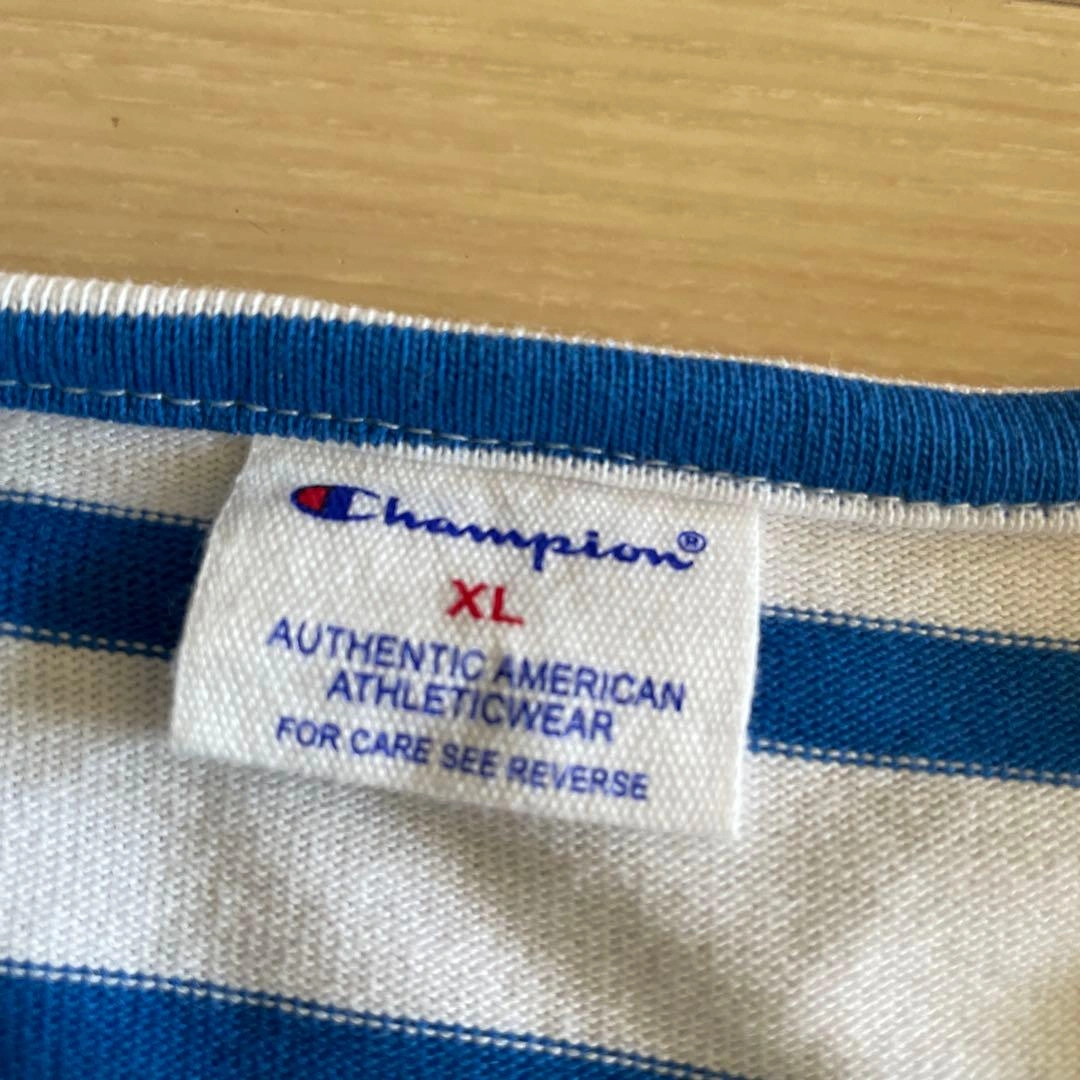 Champion®
XL
AUTHENTIC AMERICAN
ATHLETICWEAR
FOR CARE SEE REVERSE